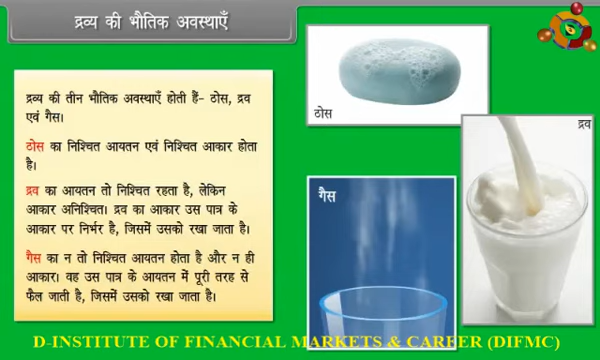 द्रव्य की भौतिक अवस्थाएँ
द्रव्य की तीन भौतिक अवस्थाएँ होती हैं- ठोस, द्रव
एवं गैस।
ठोस का निश्चित आयतन एवं निश्चित आकार होता
है।
द्रव का आयतन तो निश्चित रहता है, लेकिन
आकार अनिश्चित। द्रव का आकार उस पात्र के
आकार पर निर्भर है, जिसमें उसको रखा जाता है।
गैस का न तो निश्चित आयतन होता है और न ही
आकार। वह उस पात्र के आयतन में पूरी तरह से
फैल जाती है, जिसमें उसको रखा जाता है।
ठोस
द्रव
गैस
D-INSTITUTE OF FINANCIAL MARKETS & CAREER (DIFMC)